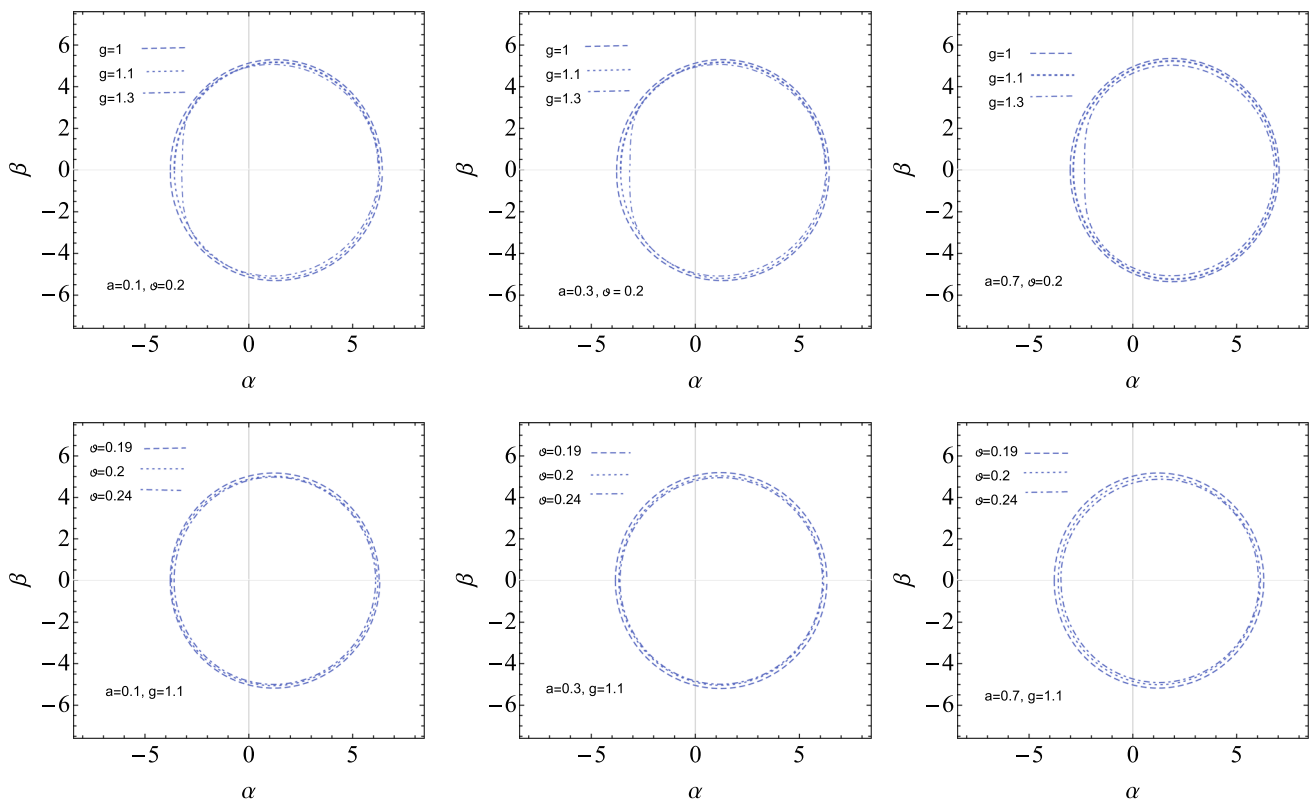 g=1
g=1.1
g=1.3
6
4
2
0
−2
−4
−6
β
a=0.1, ϑ=0.2
−5 0 5
α
g=1
g=1.1
g=1.3
6
4
2
0
−2
−4
−6
β
a=0.3, ϑ = 0.2
−5 0 5
α
g=1
g=1.1
g=1.3
6
4
2
0
−2
−4
−6
β
a=0.7, ϑ=0.2
−5 0 5
α
ϑ=0.19
ϑ=0.2
ϑ=0.24
6
4
2
0
−2
−4
−6
β
a=0.1, g=1.1
−5 0 5
α
ϑ=0.19
ϑ=0.2
ϑ=0.24
6
4
2
0
−2
−4
−6
β
a=0.3, g=1.1
−5 0 5
α
ϑ=0.19
ϑ=0.2
ϑ=0.24
6
4
2
0
−2
−4
−6
β
a=0.7, g=1.1
−5 0 5
α